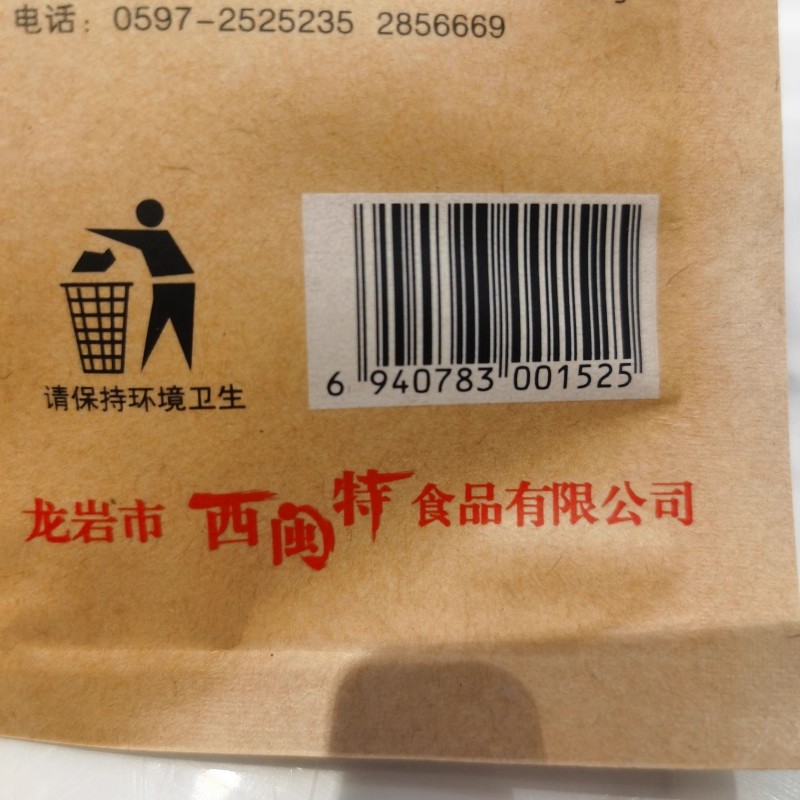 电话：0597-2525235 2856669
请保持环境卫生
6 940783 001525
龙岩市 西闽特 食品有限公司